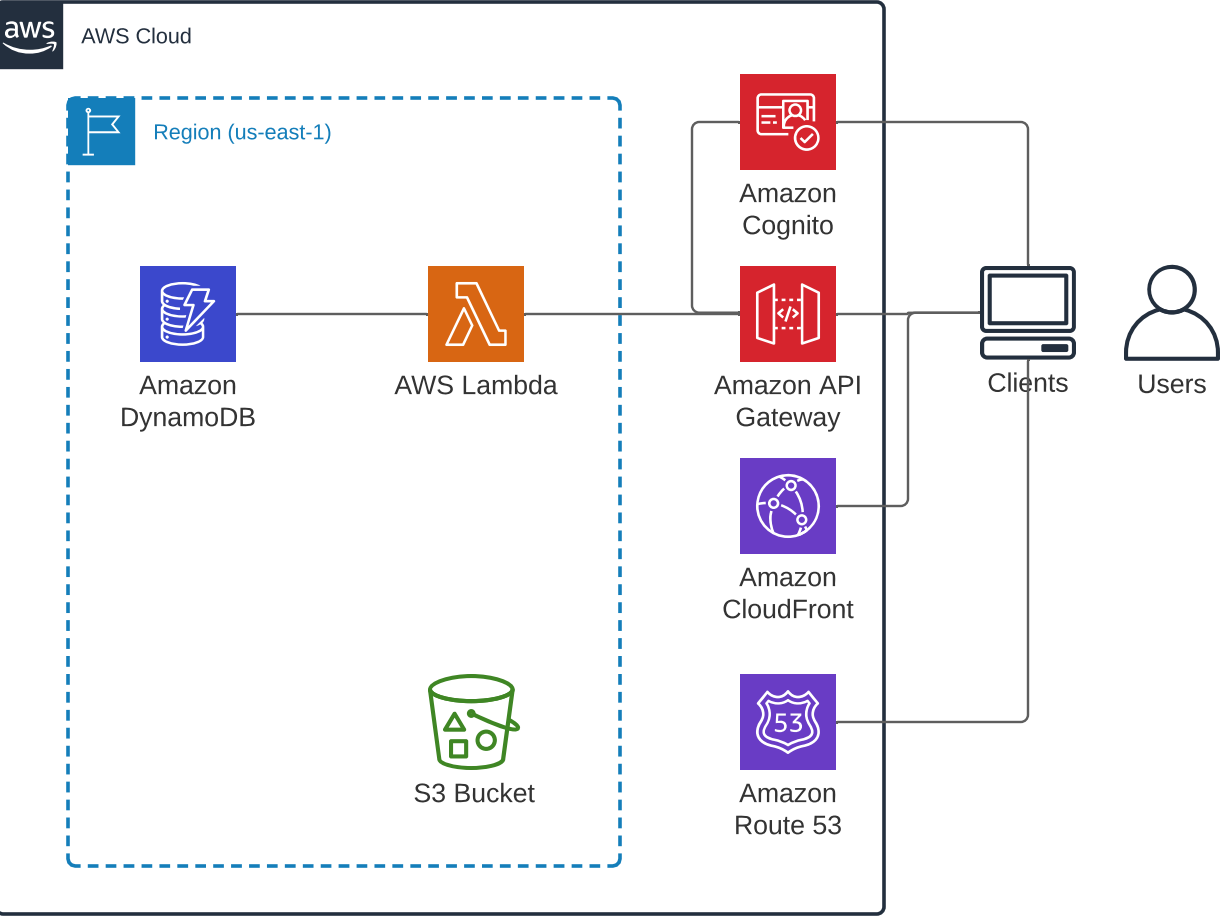 aws
AWS Cloud
Region (us-east-1)
Amazon
Cognito
Amazon
DynamoDB
AWS Lambda
</>
Amazon API
Gateway
Clients
Users
Amazon
CloudFront
S3 Bucket
53
Amazon
Route 53